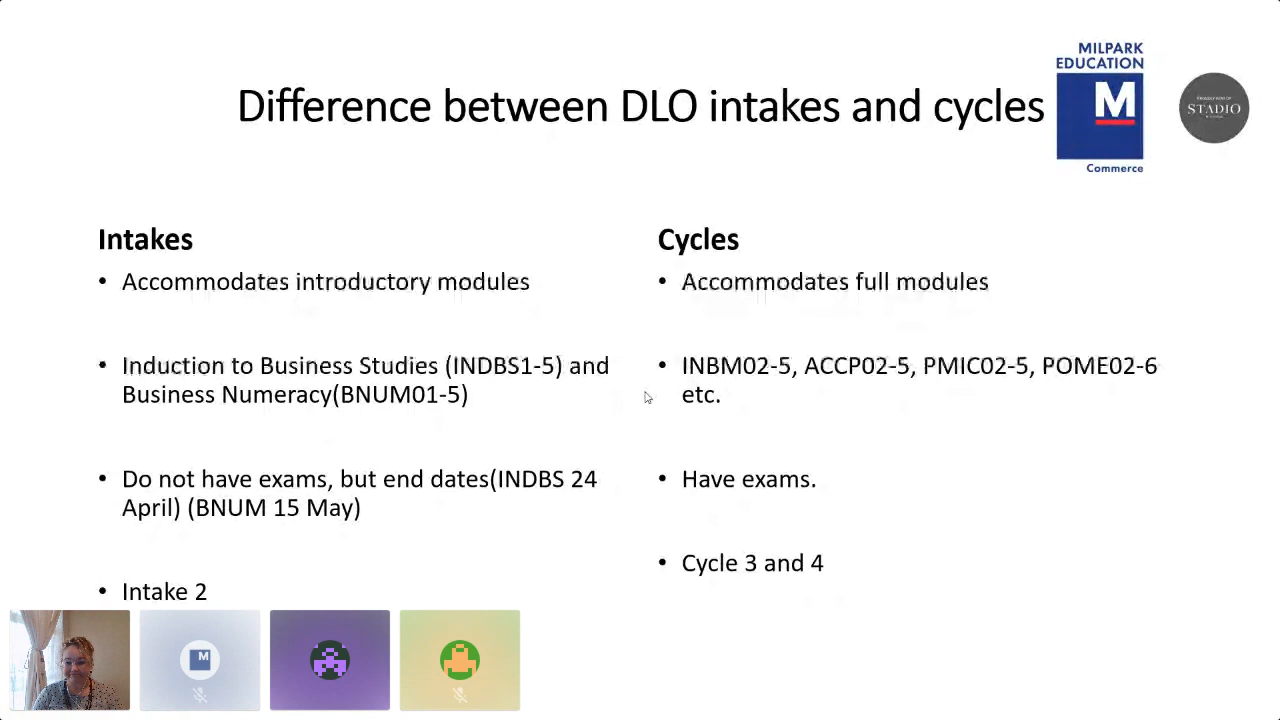 Difference between DLO intakes and cycles
MILPARK
EDUCATION
M
Commerce
STADIO
Intakes
• Accommodates introductory modules
• Induction to Business Studies (INDBS1-5) and
Business Numeracy(BNUM01-5)
• Do not have exams, but end dates(INDBS 24
April) (BNUM 15 May)
• Intake 2
Cycles
• Accommodates full modules
• INBM02-5, ACCP02-5, PMIC02-5, POME02-6
etc.
• Have exams.
• Cycle 3 and 4
M